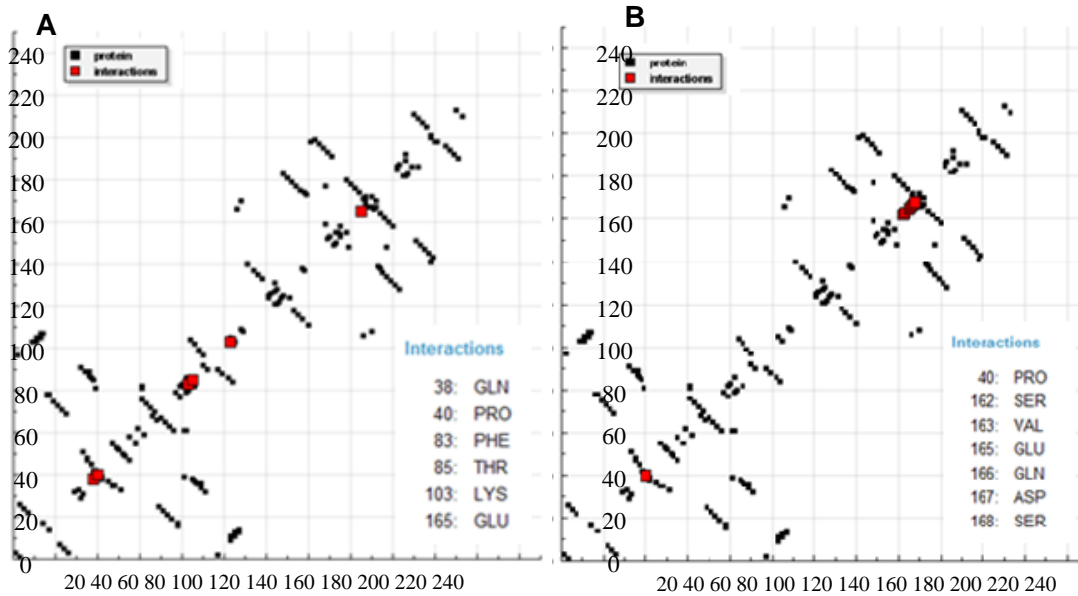 A
protein
interactions
240
220
200
180
160
140
120
100
80
60
40
20
0
20 40 60 80 100 120 140 160 180 200 220 240
Interactions
38: GLN
40: PRO
83: PHE
85: THR
103: LYS
165: GLU
B
protein
interactions
240
220
200
180
160
140
120
100
80
60
40
20
0
20 40 60 80 100 120 140 160 180 200 220 240
Interactions
40: PRO
162: SER
163: VAL
165: GLU
166: GLN
167: ASP
168: SER